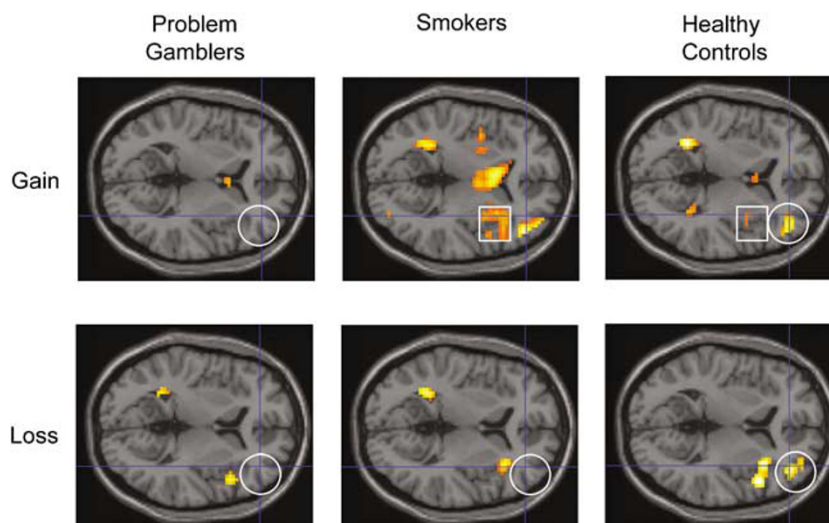 Problem
Gamblers
Smokers
Healthy
Controls
Gain
Loss